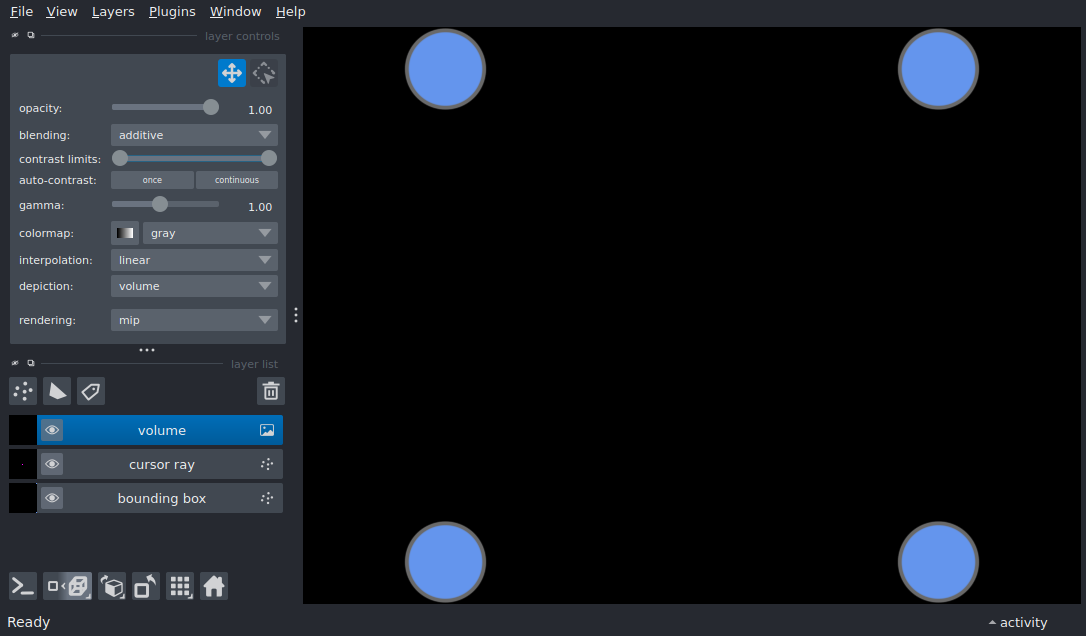 File View Layers Plugins Window Help
layer controls
opacity: 1.00
blending: additive
contrast limits:
auto-contrast: once continuous
gamma: 1.00
colormap: gray
interpolation: linear
depiction: volume
rendering: mip
layer list
volume
cursor ray
bounding box
Ready activity